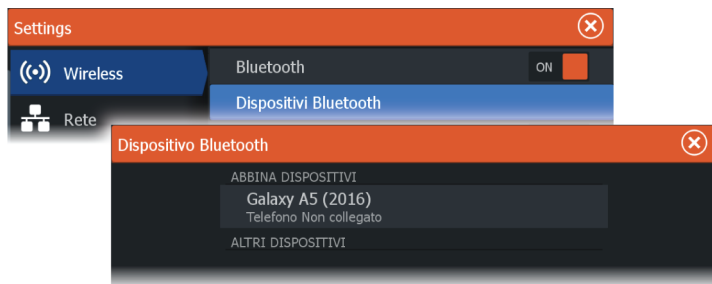 Settings
Wireless
Bluetooth
ON
Dispositivi Bluetooth
Rete
Dispositivo Bluetooth
ABBINA DISPOSITIVI
Galaxy A5 (2016)
Telefono Non collegato
ALTRI DISPOSITIVI